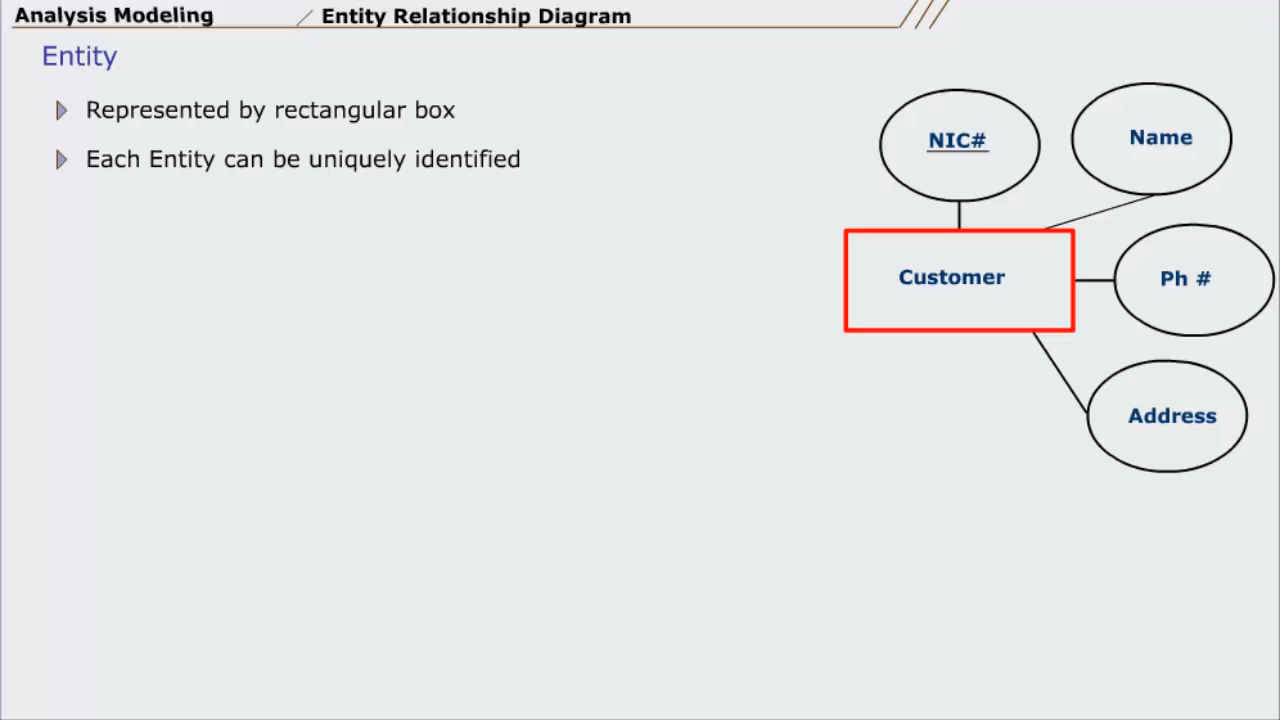 Analysis Modeling
Entity Relationship Diagram
Entity
Represented by rectangular box
Each Entity can be uniquely identified
NIC#
Name
Customer
Ph #
Address